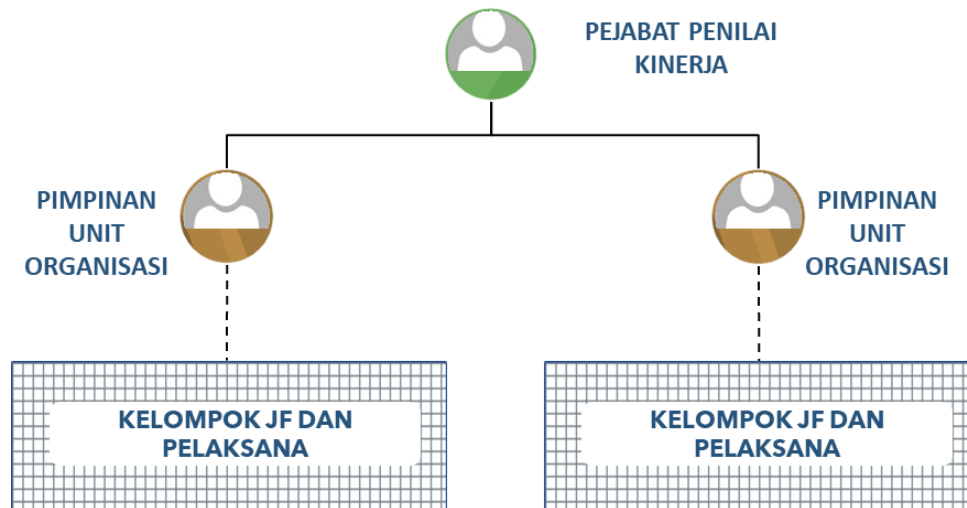 PEJABAT PENILAI
KINERJA
PIMPINAN
UNIT
ORGANISASI
PIMPINAN
UNIT
ORGANISASI
KELOMPOK JF DAN
PELAKSANA
KELOMPOK JF DAN
PELAKSANA